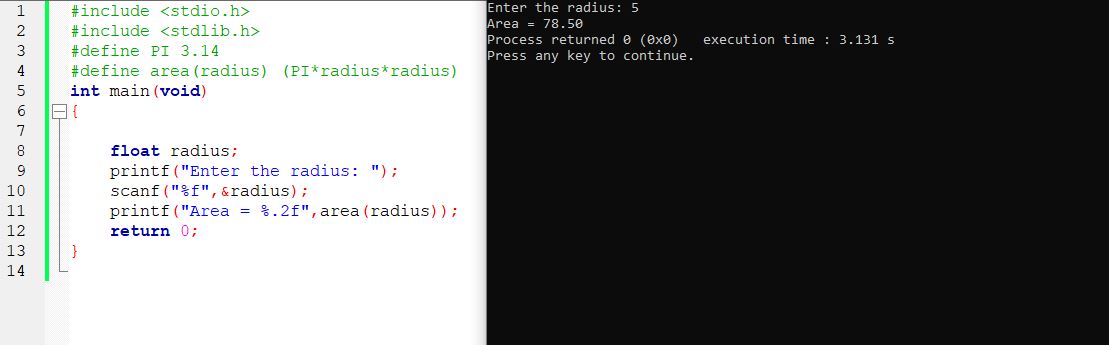 1 #include <stdio.h>
2 #include <stdlib.h>
3 #define PI 3.14
4 #define area(radius) (PI*radius*radius)
5 int main(void)
6 {
7
8 float radius;
9 printf("Enter the radius: ");
10 scanf("%f",&radius);
11 printf("Area = %.2f",area(radius));
12 return 0;
13 }
14
Enter the radius: 5
Area = 78.50
Process returned 0 (0x0)   execution time : 3.131 s
Press any key to continue.